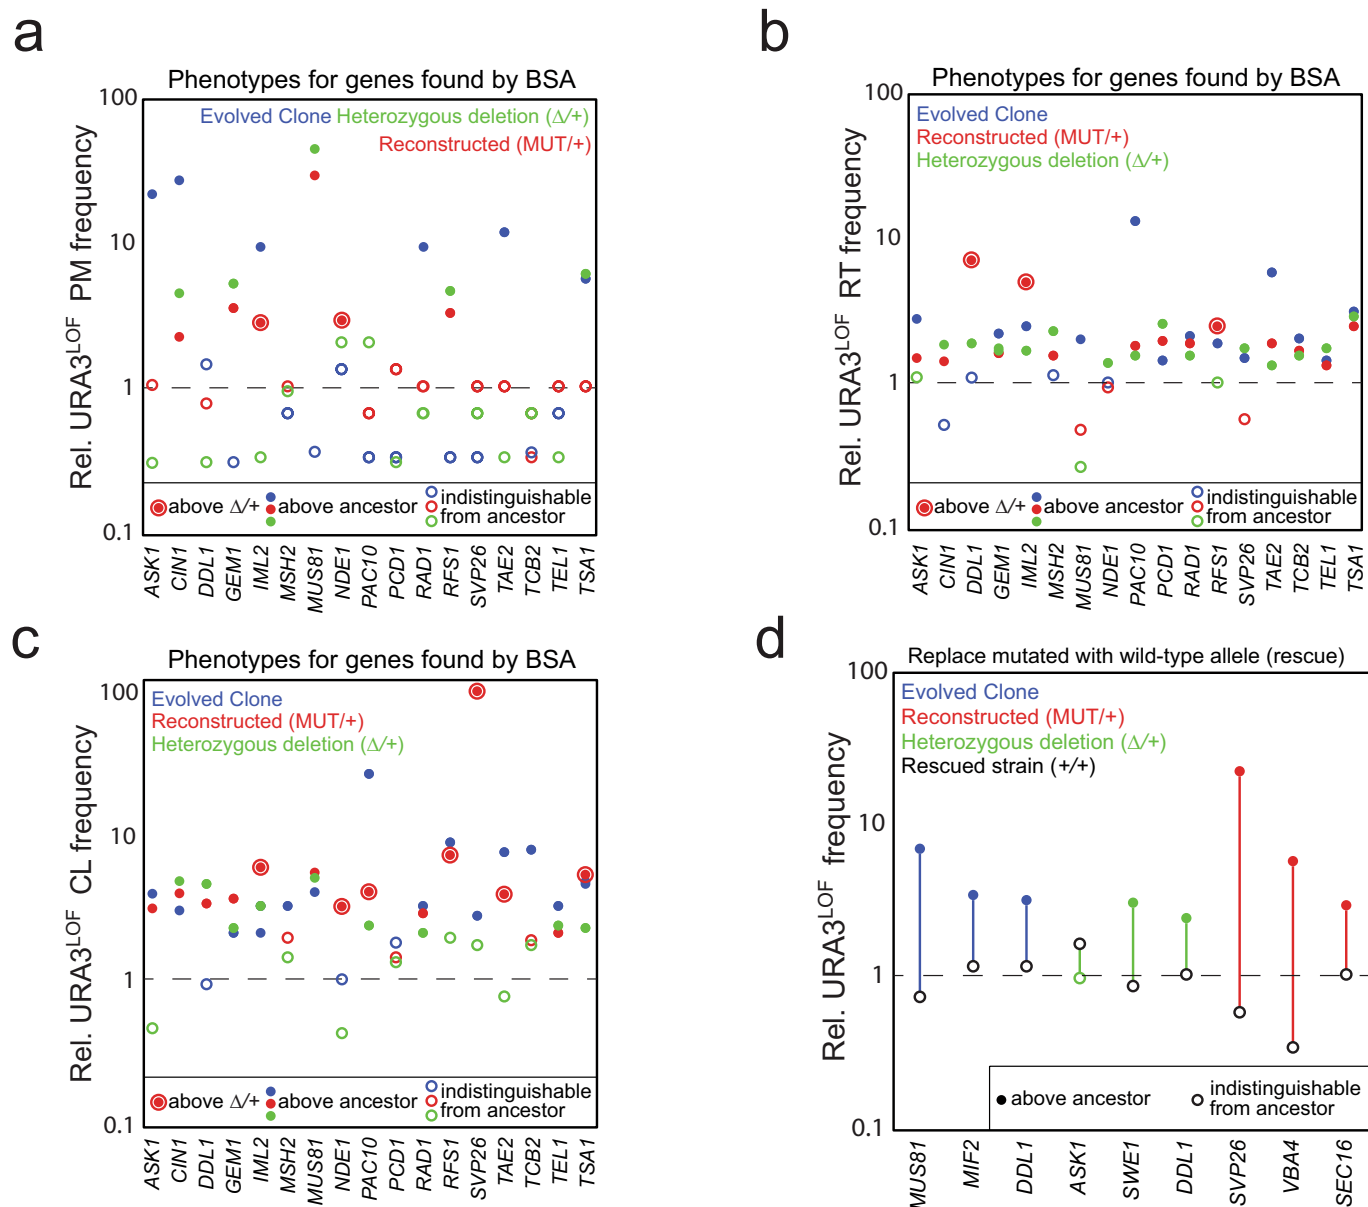 a
Phenotypes for genes found by BSA
Rel. URA3^LOF PM frequency
100
10
1
0.1
Evolved Clone Heterozygous deletion (Δ/+)
Reconstructed (MUT/+)
above Δ/+
above ancestor
indistinguishable
from ancestor
ASK1
CIN1
DDL1
GEM1
IML2
MSH2
MUS81
NDE1
PAC10
PCD1
RAD1
RFS1
SVP26
TAE2
TCB2
TEL1
TSA1
b
Phenotypes for genes found by BSA
Rel. URA3^LOF RT frequency
100
10
1
0.1
Evolved Clone
Reconstructed (MUT/+)
Heterozygous deletion (Δ/+)
above Δ/+
above ancestor
indistinguishable
from ancestor
ASK1
CIN1
DDL1
GEM1
IML2
MSH2
MUS81
NDE1
PAC10
PCD1
RAD1
RFS1
SVP26
TAE2
TCB2
TEL1
TSA1
c
Phenotypes for genes found by BSA
Rel. URA3^LOF CL frequency
100
10
1
0.1
Evolved Clone
Reconstructed (MUT/+)
Heterozygous deletion (Δ/+)
above Δ/+
above ancestor
indistinguishable
from ancestor
ASK1
CIN1
DDL1
GEM1
IML2
MSH2
MUS81
NDE1
PAC10
PCD1
RAD1
RFS1
SVP26
TAE2
TCB2
TEL1
TSA1
d
Replace mutated with wild-type allele (rescue)
Rel. URA3^LOF frequency
100
10
1
0.1
Evolved Clone
Reconstructed (MUT/+)
Heterozygous deletion (Δ/+)
Rescued strain (+/+)
above ancestor
indistinguishable
from ancestor
MUS81
MIF2
DDL1
ASK1
SWE1
DDL1
SVP26
VBA4
SEC16